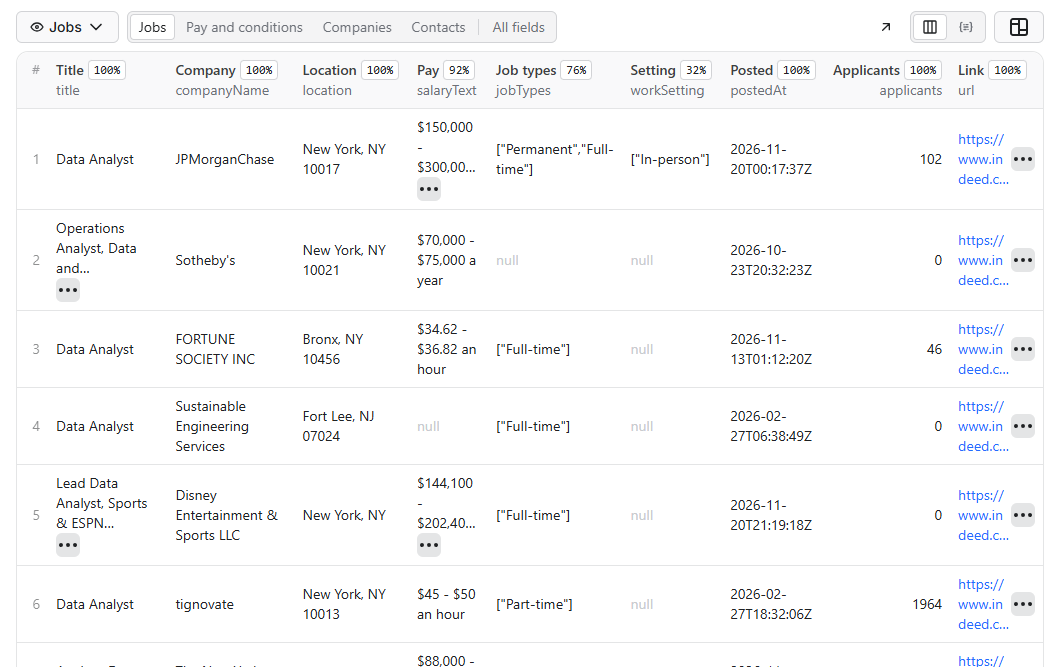 Jobs
Jobs Pay and conditions Companies Contacts All fields
# Title 100% Company 100% Location 100% Pay 92% Job types 76% Setting 32% Posted 100% Applicants 100% Link 100%
title companyName location salaryText jobTypes workSetting postedAt applicants url
1
Data Analyst
JPMorganChase
New York, NY
10017
$150,000
-
$300,00...
["Permanent","Full-
time"]
["In-person"]
2026-11-
20T00:17:37Z
102
https://
www.in
deed.c...
2
Operations
Analyst, Data
and...
Sotheby's
New York, NY
10021
$70,000 -
$75,000 a
year
null
null
2026-10-
23T20:32:23Z
0
https://
www.in
deed.c...
3
Data Analyst
FORTUNE
SOCIETY INC
Bronx, NY
10456
$34.62 -
$36.82 an
hour
["Full-time"]
null
2026-11-
13T01:12:20Z
46
https://
www.in
deed.c...
4
Data Analyst
Sustainable
Engineering
Services
Fort Lee, NJ
07024
null
["Full-time"]
null
2026-02-
27T06:38:49Z
0
https://
www.in
deed.c...
5
Lead Data
Analyst, Sports
& ESPN...
Disney
Entertainment &
Sports LLC
New York, NY
$144,100
-
$202,40...
["Full-time"]
null
2026-11-
20T21:19:18Z
0
https://
www.in
deed.c...
6
Data Analyst
tignovate
New York, NY
10013
$45 - $50
an hour
["Part-time"]
null
2026-02-
27T18:32:06Z
1964
https://
www.in
deed.c...
$88,000 -
https://